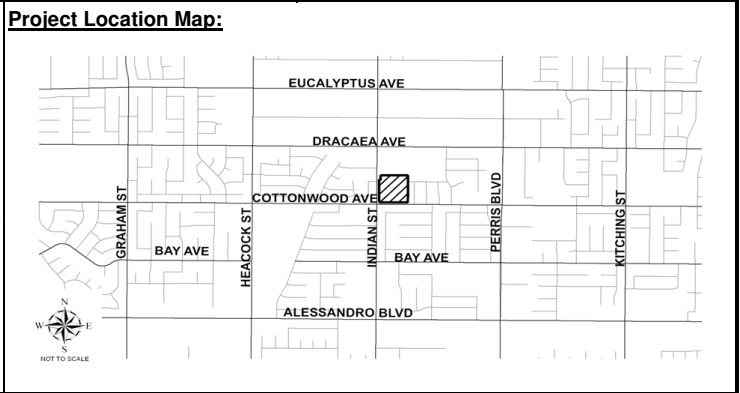 Project Location Map:
EUCALYPTUS AVE
DRACAEA AVE
COTTONWOOD AVE
GRAHAM ST
HEACOCK ST
INDIAN ST
PERRIS BLVD
KITCHING ST
BAY AVE
BAY AVE
ALESSANDRO BLVD
N
W
E
S
NOT TO SCALE